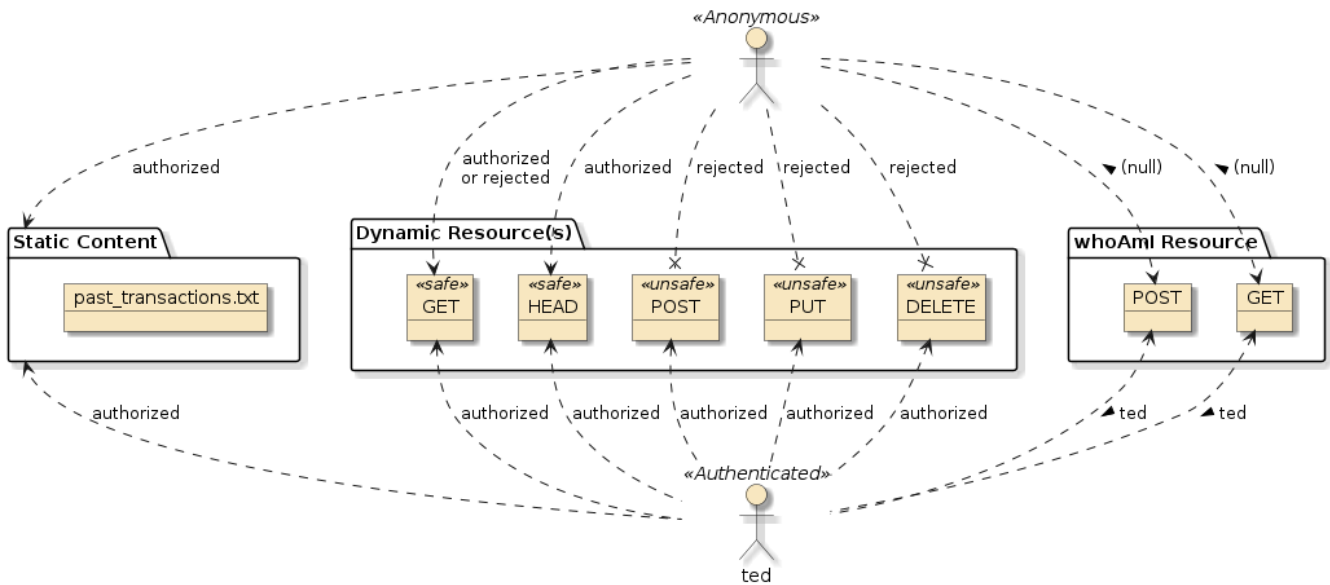 «Anonymous»
authorized
authorized
or rejected
authorized
rejected
rejected
rejected
(null)
(null)
Static Content
past_transactions.txt
Dynamic Resource(s)
«safe»
GET
«safe»
HEAD
«unsafe»
POST
«unsafe»
PUT
«unsafe»
DELETE
whoAmI Resource
POST
GET
authorized
authorized
authorized
authorized
authorized
authorized
ted
ted
«Authenticated»
ted